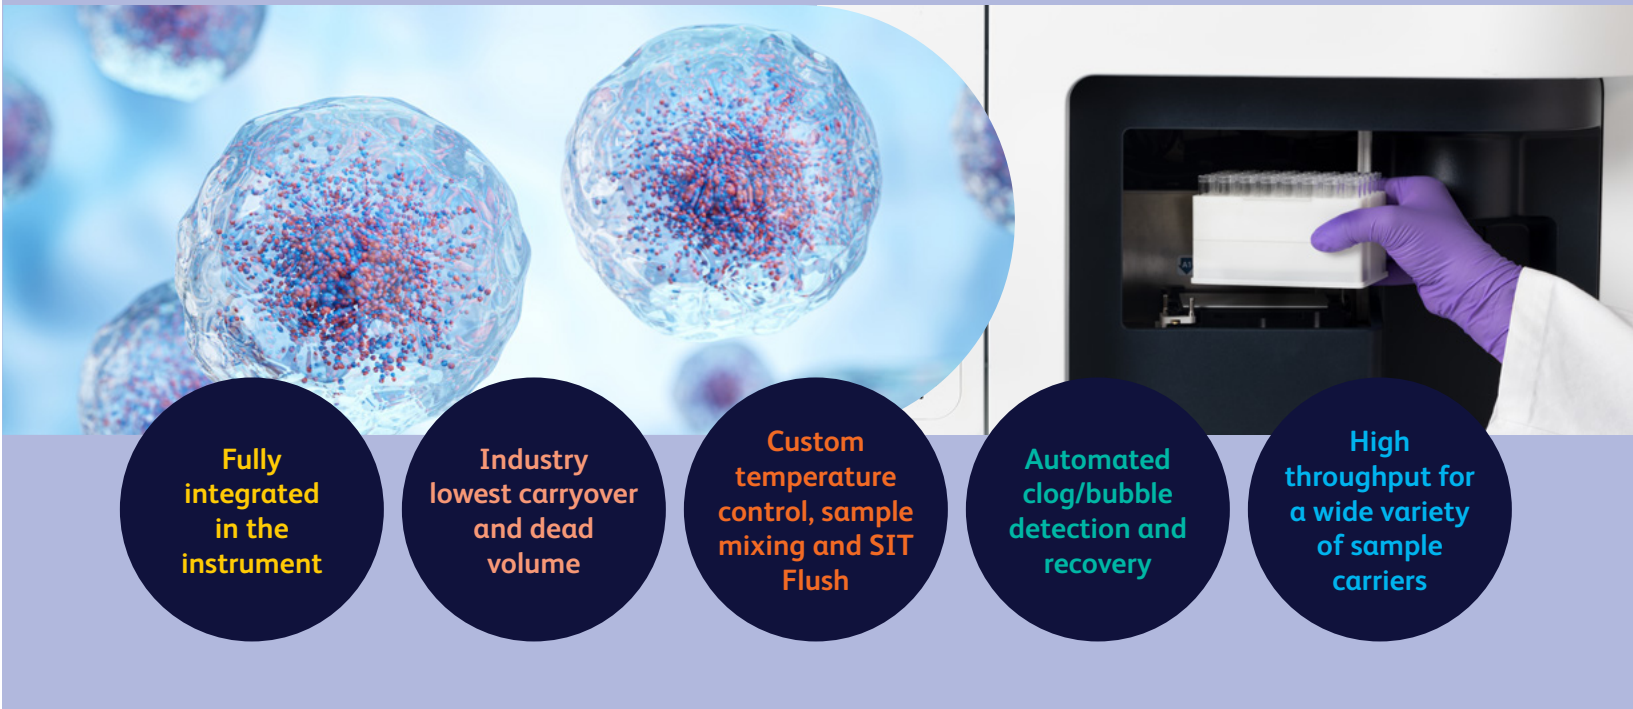 Fully
integrated
in the
instrument
Industry
lowest carryover
and dead
volume
Custom
temperature
control, sample
mixing and SIT
Flush
Automated
clog/bubble
detection and
recovery
High
throughput for
a wide variety
of sample
carriers